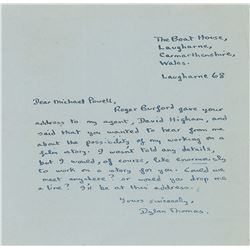 The Boat House,
Laugharne,
Carmarthenshire,
Wales.
Laugharne 68
Dear Michael Powell,
Roger Burford gave your
address to my agent, David Higham, and
said that you wanted to hear from me
about the possibility of my working on a
film story. I wasn't told any details,
but I would, of course, like enormously
to work on a story for you. Could we
meet anywhere? or would you drop me
a line? I'll be at this address.
Yours sincerely,
Dylan Thomas.